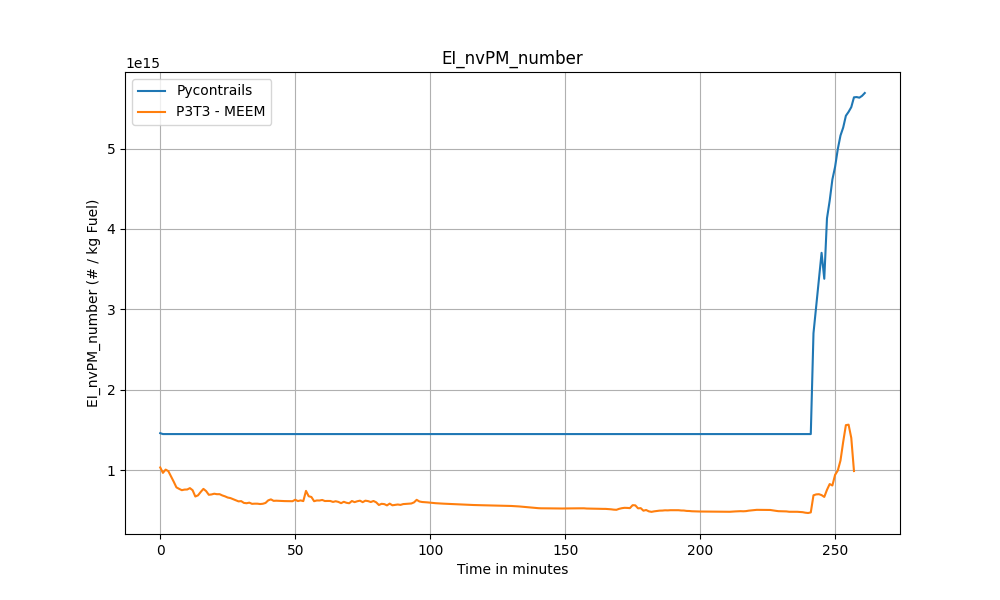 EI_nvPM_number
1e15
Pycontrails
P3T3 - MEEM
5
4
3
2
1
EI_nvPM_number (# / kg Fuel)
0
50
100
150
200
250
Time in minutes